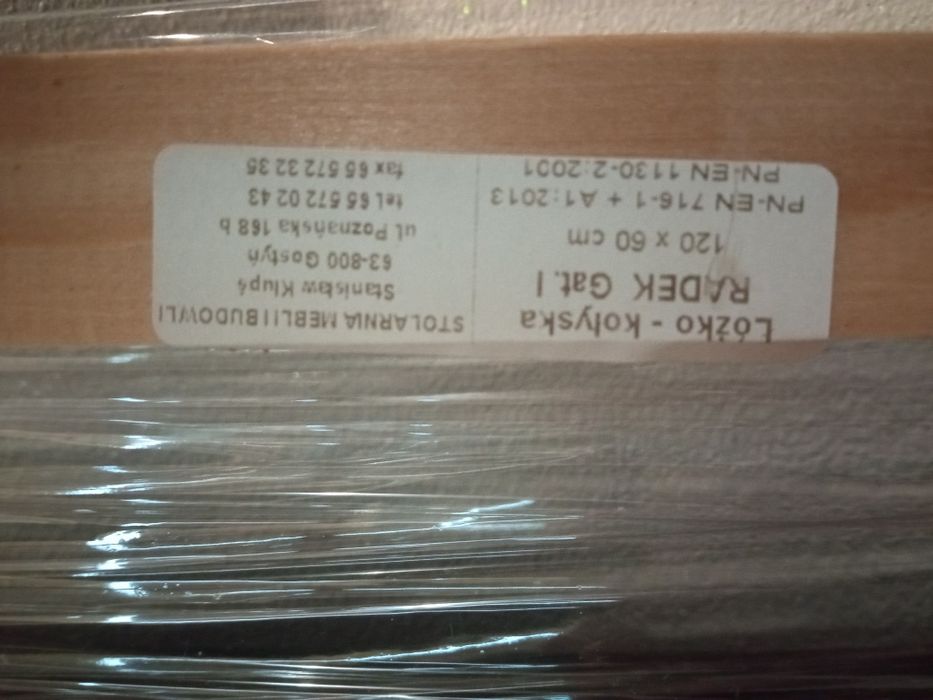 Łóżko - kołyska
RADEK Gat. I
120 x 60 cm
PN-EN 716-1 + A1:2013
PN-EN 1130-2:2001
STOLARNIA MEBLI I BUDOWLI
Stanisław Klupś
63-800 Gostyń
ul. Poznańska 168 b
tel. 65 572 02 43
fax 65 572 32 35